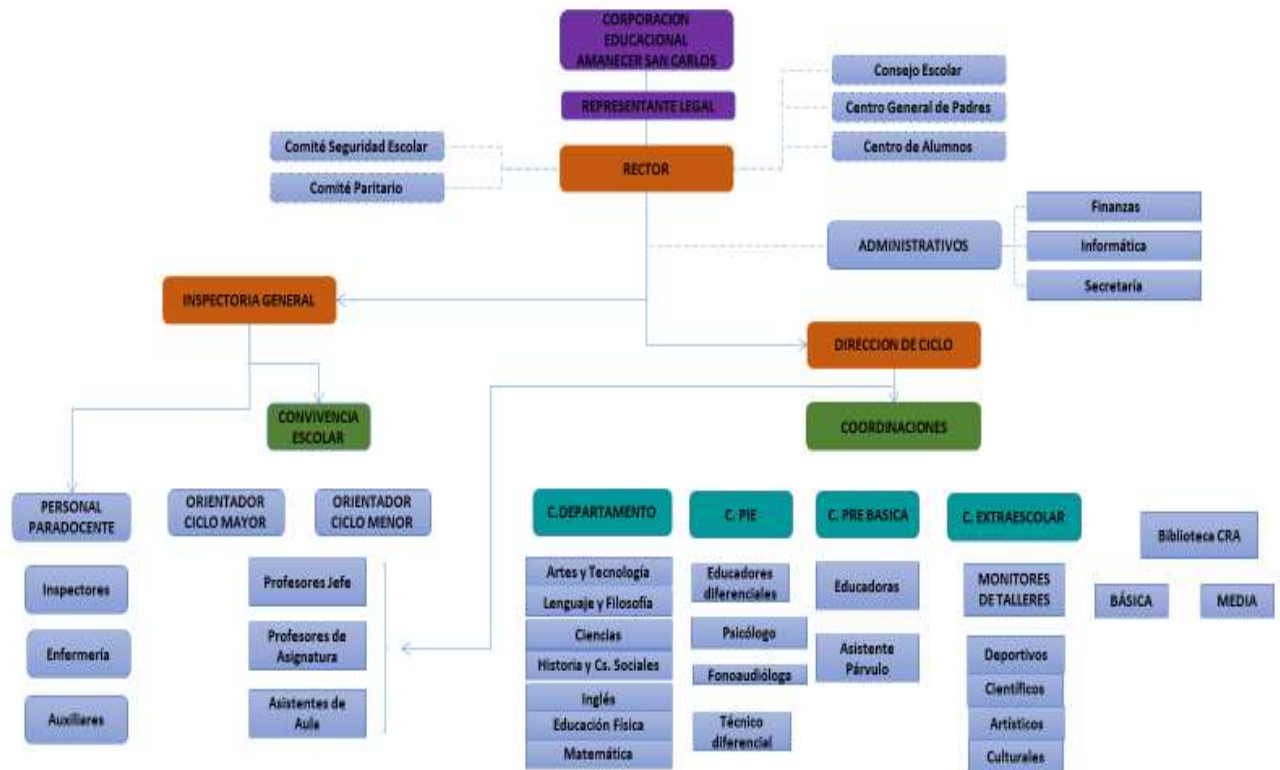 CORPORACION
EDUCACIONAL
AMANECER SAN CARLOS
REPRESENTANTE LEGAL
RECTOR
Comité Seguridad Escolar
Comité Paritario
Consejo Escolar
Centro General de Padres
Centro de Alumnos
ADMINISTRATIVOS
Finanzas
Informática
Secretaría
INSPECTORIA GENERAL
DIRECCION DE CICLO
CONVIVENCIA
ESCOLAR
COORDINACIONES
PERSONAL
PARADOCENTE
Inspectores
Enfermería
Auxiliares
ORIENTADOR
CICLO MAYOR
ORIENTADOR
CICLO MENOR
Profesores Jefe
Profesores de
Asignatura
Asistentes de
Aula
C.DEPARTAMENTO
Artes y Tecnología
Lenguaje y Filosofía
Ciencias
Historia y Cs. Sociales
Inglés
Educación Física
Matemática
C. PIE
Educadores
diferenciales
Psicólogo
Fonoaudióloga
Técnico
diferencial
C. PRE BASICA
Educadoras
Asistente
Párvulo
C. EXTRAESCOLAR
MONITORES
DE TALLERES
Deportivos
Científicos
Artísticos
Culturales
Biblioteca CRA
BÁSICA
MEDIA